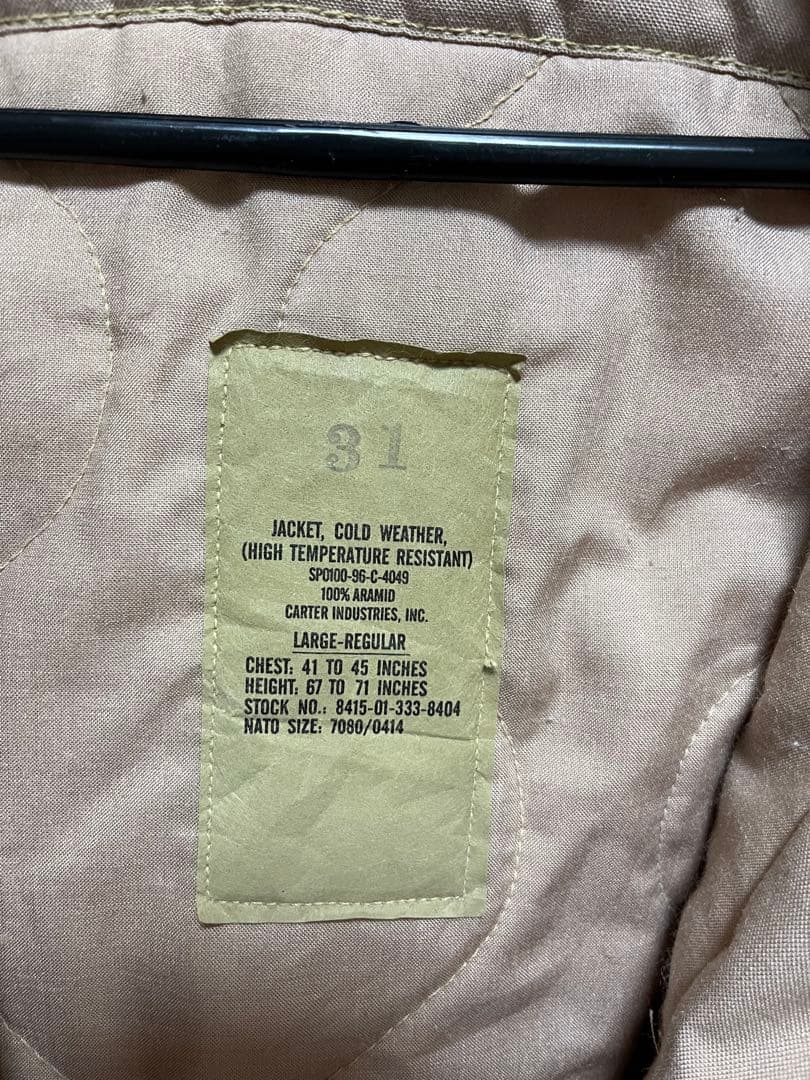 31
JACKET, COLD WEATHER,
(HIGH TEMPERATURE RESISTANT)
SPO100-96-C-4049
100% ARAMID
CARTER INDUSTRIES, INC.
LARGE-REGULAR
CHEST: 41 TO 45 INCHES
HEIGHT: 67 TO 71 INCHES
STOCK NO.: 8415-01-333-8404
NATO SIZE: 7080/0414